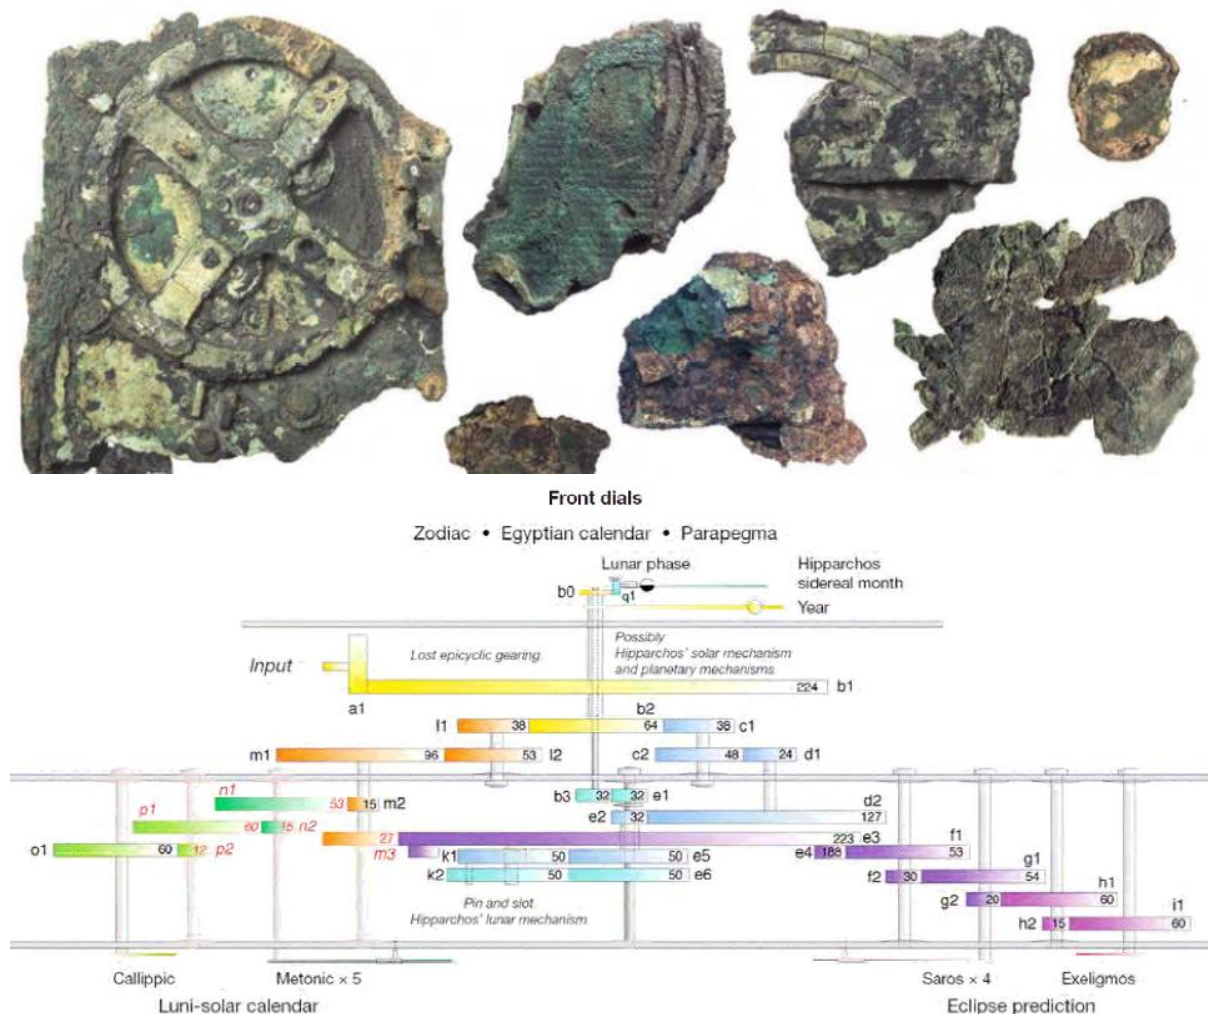 Front dials
Zodiac • Egyptian calendar • Parapegma
Lunar phase
Hipparchos
sidereal month
b0
q1
Year
Input
Lost epicyclic gearing
Possibly
Hipparchos' solar mechanism
and planetary mechanisms
224 b1
a1
b2
l1 38 64 38 c1
m1 96 53 l2 c2 48 24 d1
n1 53 15 m2 b3 32 32 e1
p1 60 15 n2 e2 32 127 d2
o1 60 12 p2 27 m3 223 e3
k1 50 50 e5
k2 50 50 e6
e4 188 53 f1
f2 30 54 g1
g2 20 60 h1
h2 15 60 i1
Pin and slot
Hipparchos' lunar mechanism
Callippic
Metonic × 5
Saros × 4
Exeligmos
Luni-solar calendar
Eclipse prediction